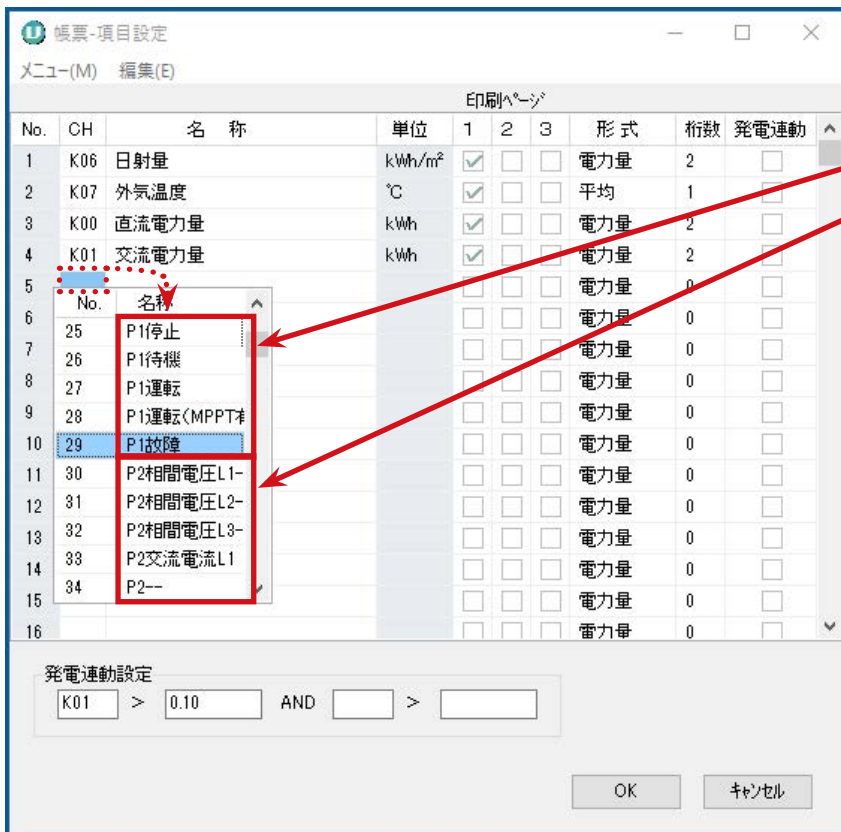 帳票-項目設定
メニュー(M) 編集(E)
印刷ページ
No. CH 名 称 単位 1 2 3 形 式 桁数 発電連動
1 K06 日射量 kWh/m² 電力量 2
2 K07 外気温度 ℃ 平均 1
3 K00 直流電力量 kWh 電力量 2
4 K01 交流電力量 kWh 電力量 2
5 電力量 0
No. 名称
6 電力量 0
25 P1停止
7 電力量 0
26 P1待機
8 電力量 0
27 P1運転
9 電力量 0
28 P1運転(MPPT有
10 電力量 0
29 P1故障
11 電力量 0
30 P2相間電圧L1-
12 電力量 0
31 P2相間電圧L2-
13 電力量 0
32 P2相間電圧L3-
14 電力量 0
33 P2交流電流L1
15 電力量 0
34 P2--
16 電力量 0
発電連動設定
K01 > 0.10 AND >
OK キャンセル